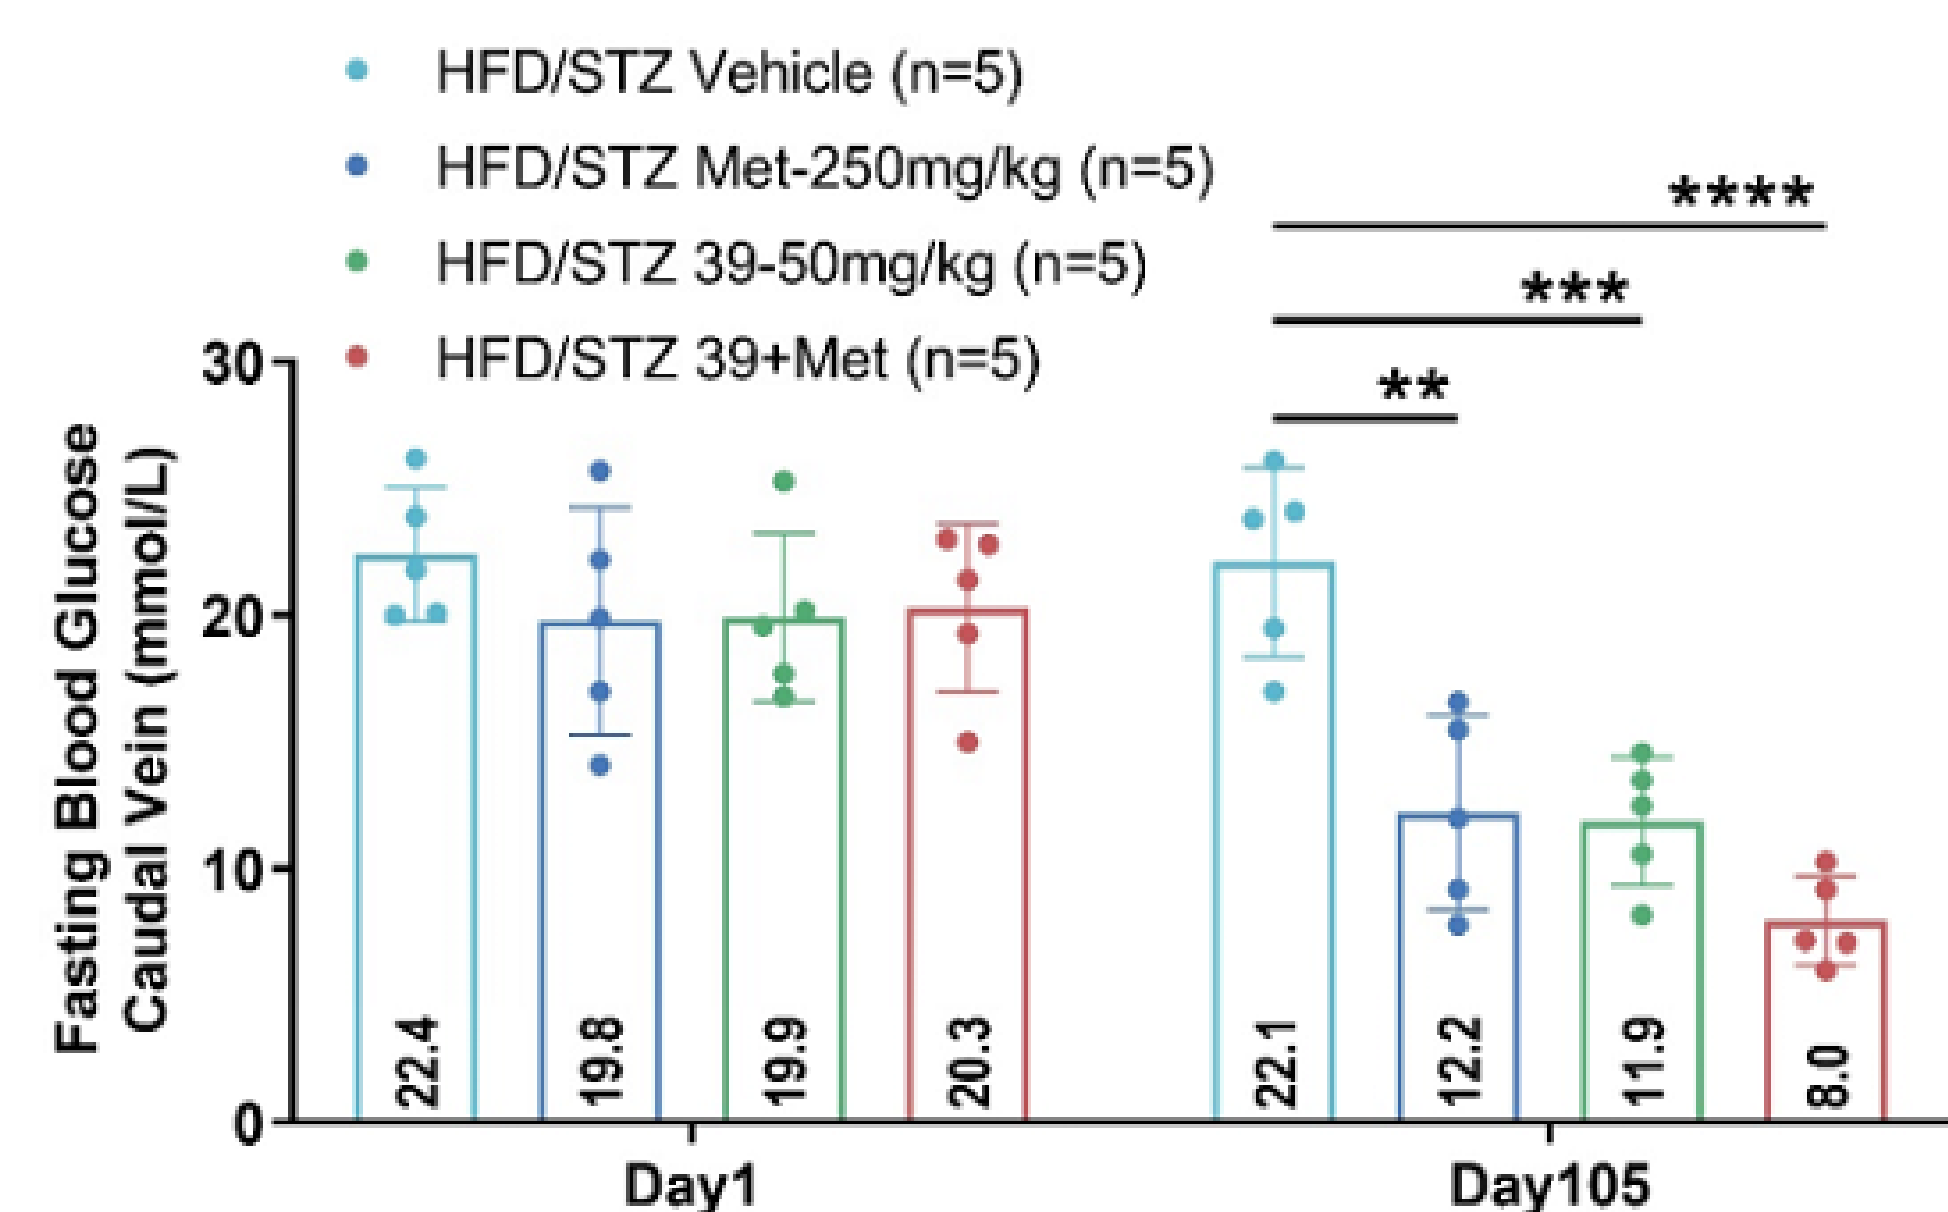 HFD/STZ Vehicle (n=5)
HFD/STZ Met-250mg/kg (n=5)
HFD/STZ 39-50mg/kg (n=5)
HFD/STZ 39+Met (n=5)
****
***
**
Fasting Blood Glucose
Caudal Vein (mmol/L)
30
20
10
0
22.4
19.8
19.9
20.3
22.1
12.2
11.9
8.0
Day1
Day105